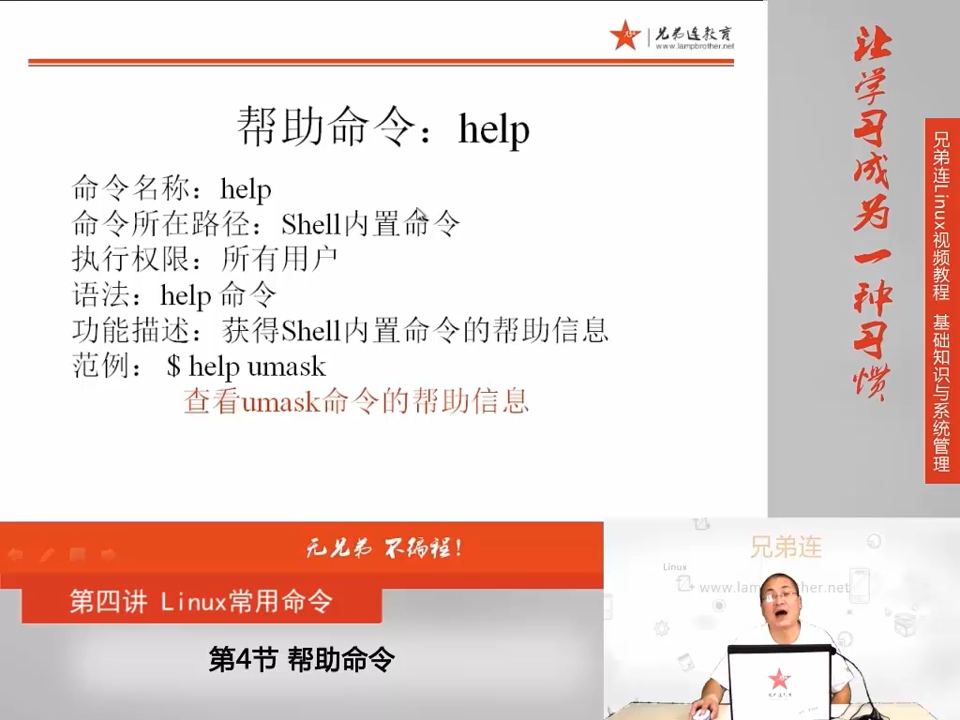 兄弟连教育
www.lampbrother.net
帮助命令：help
命令名称：help
命令所在路径：Shell内置命令
执行权限：所有用户
语法：help 命令
功能描述：获得Shell内置命令的帮助信息
范例： $ help umask
查看umask命令的帮助信息
让学习成为一种习惯
兄弟连Linux视频教程 基础知识与系统管理
无兄弟 不编程！
第四讲 Linux常用命令
第4节 帮助命令
兄弟连
Linux
www.lampbrother.net